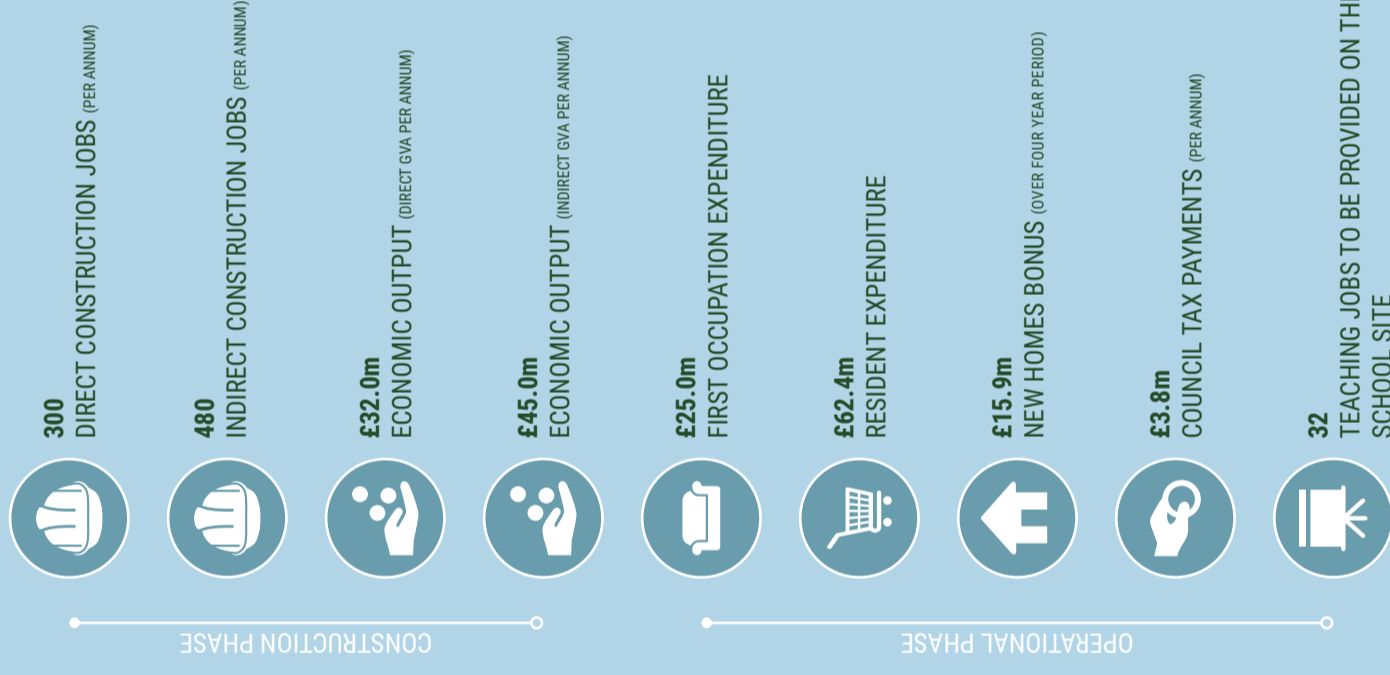 CONSTRUCTION PHASE
300
DIRECT CONSTRUCTION JOBS (PER ANNUM)
480
INDIRECT CONSTRUCTION JOBS (PER ANNUM)
£32.0m
ECONOMIC OUTPUT (DIRECT GVA PER ANNUM)
£45.0m
ECONOMIC OUTPUT (INDIRECT GVA PER ANNUM)
OPERATIONAL PHASE
£25.0m
FIRST OCCUPATION EXPENDITURE
£62.4m
RESIDENT EXPENDITURE
£15.9m
NEW HOMES BONUS (OVER FOUR YEAR PERIOD)
£3.8m
COUNCIL TAX PAYMENTS (PER ANNUM)
32
TEACHING JOBS TO BE PROVIDED ON
SCHOOL SITE